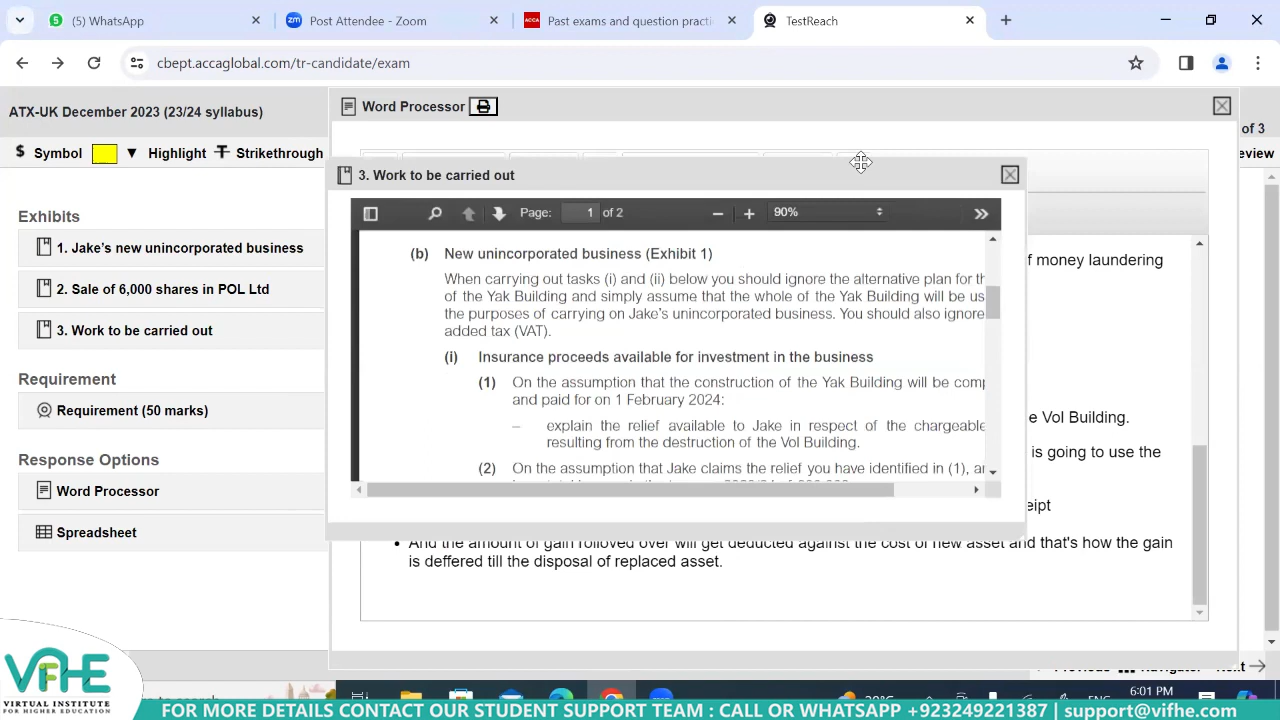 (5) WhatsApp
Post Attendee - Zoom
ACCA
Past exams and question practi
TestReach
cbept.accaglobal.com/tr-candidate/exam
ATX-UK December 2023 (23/24 syllabus)
Word Processor
of 3
$ Symbol
Highlight
Strikethrough
eview
3. Work to be carried out
Page: 1 of 2
90%
Exhibits
1. Jake's new unincorporated business
2. Sale of 6,000 shares in POL Ltd
3. Work to be carried out
Requirement
Requirement (50 marks)
Response Options
Word Processor
Spreadsheet
(b) New unincorporated business (Exhibit 1)
When carrying out tasks (i) and (ii) below you should ignore the alternative plan for th
of the Yak Building and simply assume that the whole of the Yak Building will be us
the purposes of carrying on Jake's unincorporated business. You should also ignore
added tax (VAT).
(i) Insurance proceeds available for investment in the business
(1) On the assumption that the construction of the Yak Building will be comp
and paid for on 1 February 2024:
– explain the relief available to Jake in respect of the chargeable
resulting from the destruction of the Vol Building.
(2) On the assumption that Jake claims the relief you have identified in (1), a
f money laundering
e Vol Building.
is going to use the
eipt
And the amount of gain rolloved over will get deducted against the cost of new asset and that's how the gain
is deffered till the disposal of replaced asset.
VIFHE
VIRTUAL INSTITUTE
FOR HIGHER EDUCATION
ENG
6:01 PM
FOR MORE DETAILS CONTACT OUR STUDENT SUPPORT TEAM : CALL OR WHATSAPP +923249221387 | support@vifhe.com